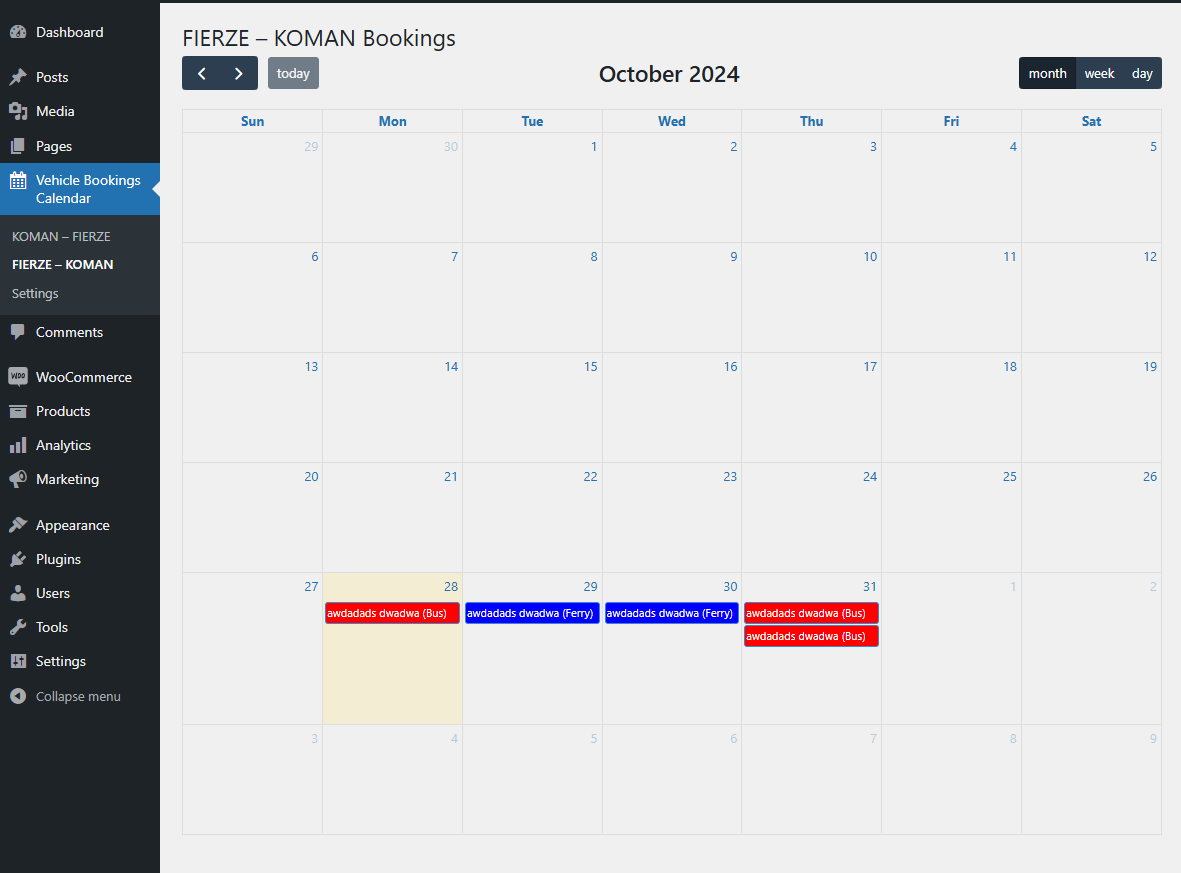 Dashboard
Posts
Media
Pages
Vehicle Bookings
Calendar
KOMAN – FIERZE
FIERZE – KOMAN
Settings
Comments
Woo WooCommerce
Products
Analytics
Marketing
Appearance
Plugins
Users
Tools
Settings
Collapse menu
FIERZE – KOMAN Bookings
today October 2024 month week day
Sun Mon Tue Wed Thu Fri Sat
29 30 1 2 3 4 5
6 7 8 9 10 11 12
13 14 15 16 17 18 19
20 21 22 23 24 25 26
27 28 29 30 31 1 2
awdadads dwadwa (Bus) awdadads dwadwa (Ferry) awdadads dwadwa (Ferry) awdadads dwadwa (Bus)
awdadads dwadwa (Bus)
3 4 5 6 7 8 9